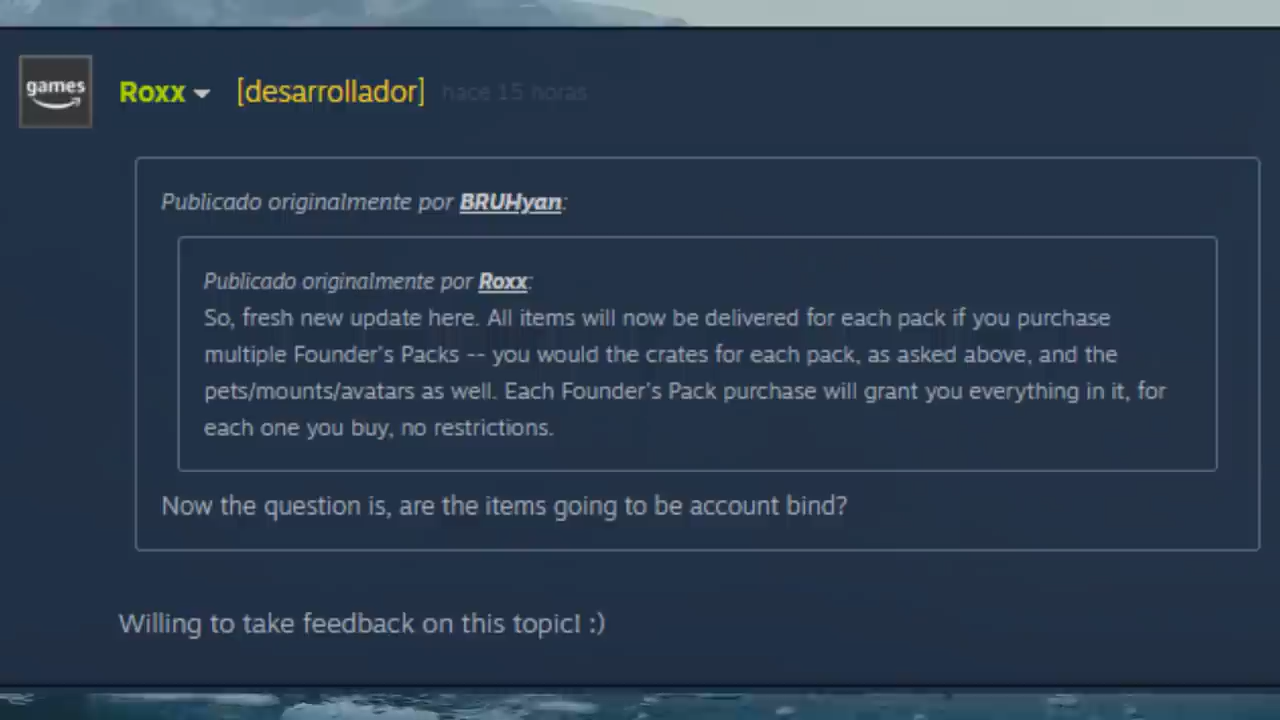 games
Roxx [desarrollador] hace 15 horas
Publicado originalmente por BRUHyan:
Publicado originalmente por Roxx:
So, fresh new update here. All items will now be delivered for each pack if you purchase
multiple Founder's Packs -- you would the crates for each pack, as asked above, and the
pets/mounts/avatars as well. Each Founder's Pack purchase will grant you everything in it, for
each one you buy, no restrictions.
Now the question is, are the items going to be account bind?
Willing to take feedback on this topic! :)